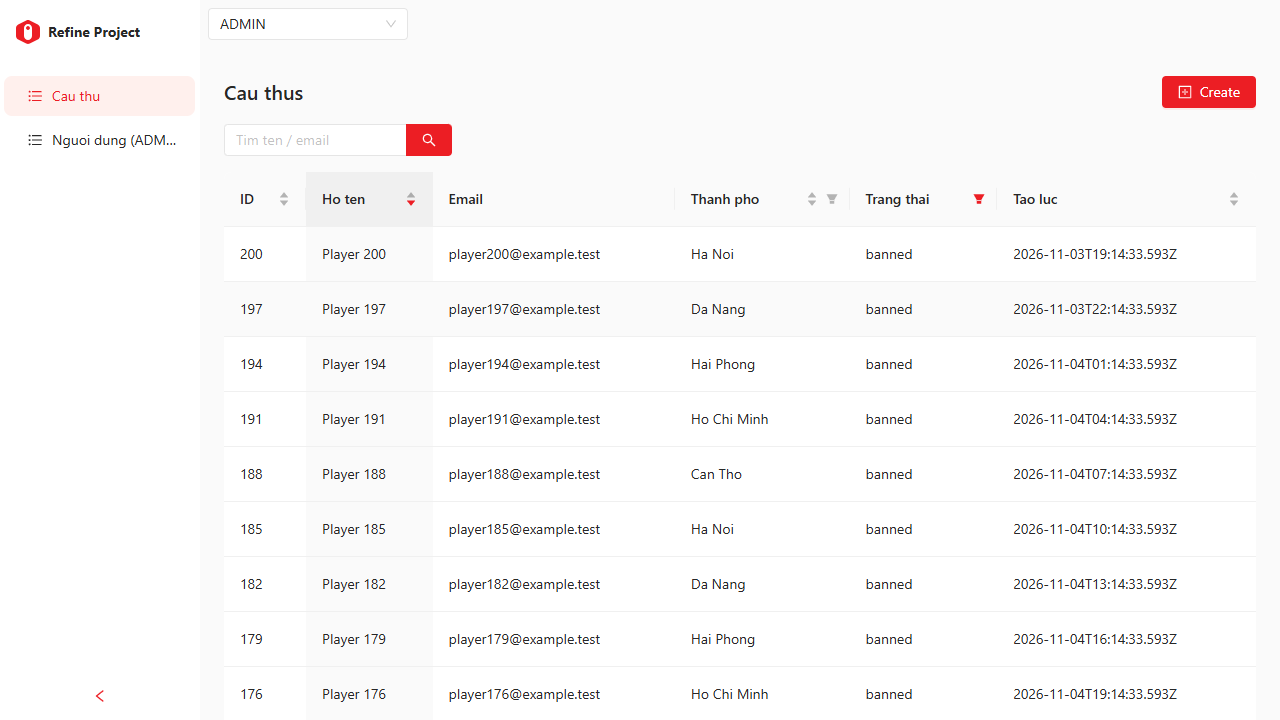 Refine Project
ADMIN
Cau thu
Nguoi dung (ADM...
Cau thus
Create
Tim ten / email
ID Ho ten Email Thanh pho Trang thai Tao luc
200 Player 200 player200@example.test Ha Noi banned 2026-11-03T19:14:33.593Z
197 Player 197 player197@example.test Da Nang banned 2026-11-03T22:14:33.593Z
194 Player 194 player194@example.test Hai Phong banned 2026-11-04T01:14:33.593Z
191 Player 191 player191@example.test Ho Chi Minh banned 2026-11-04T04:14:33.593Z
188 Player 188 player188@example.test Can Tho banned 2026-11-04T07:14:33.593Z
185 Player 185 player185@example.test Ha Noi banned 2026-11-04T10:14:33.593Z
182 Player 182 player182@example.test Da Nang banned 2026-11-04T13:14:33.593Z
179 Player 179 player179@example.test Hai Phong banned 2026-11-04T16:14:33.593Z
176 Player 176 player176@example.test Ho Chi Minh banned 2026-11-04T19:14:33.593Z